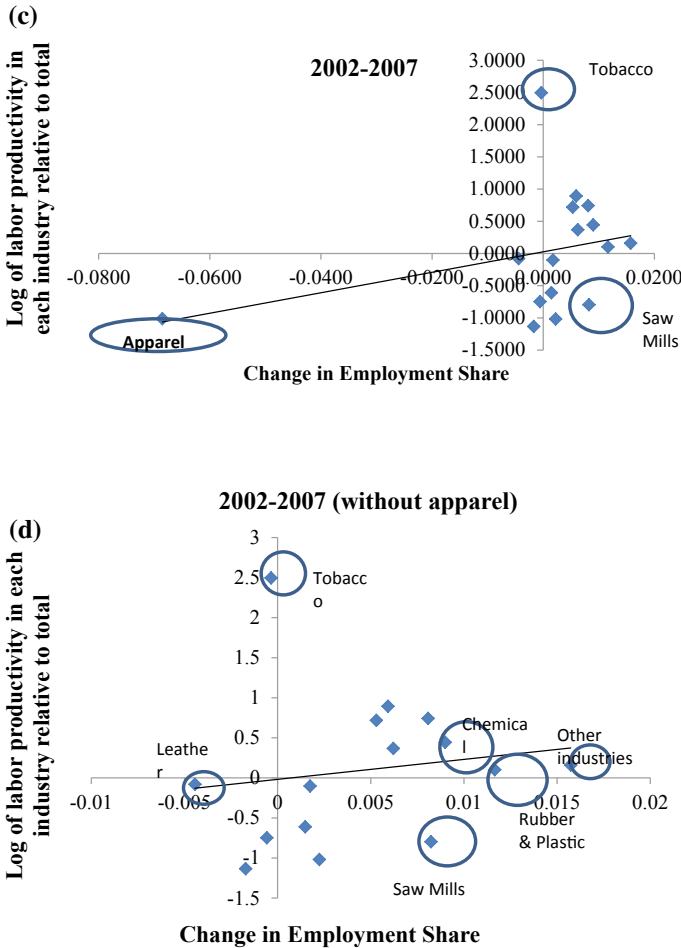 (c)
Log of labor productivity in
each industry relative to total
2002-2007
3.0000
2.5000
2.0000
1.5000
1.0000
0.5000
0.0000
-0.5000
-1.0000
-1.5000
-0.0800
-0.0600
-0.0400
-0.0200
0.0000
0.0200
Tobacco
Saw
Mills
Apparel
Change in Employment Share
(d)
2002-2007 (without apparel)
Log of labor productivity in each
industry relative to total
3
2.5
2
1.5
1
0.5
0
-0.5
-1
-1.5
-0.01
-0.005
0
0.005
0.01
0.015
0.02
Tobacc
o
Leathe
r
Chemica
l
Other
industries
Rubber
& Plastic
Saw Mills
Change in Employment Share